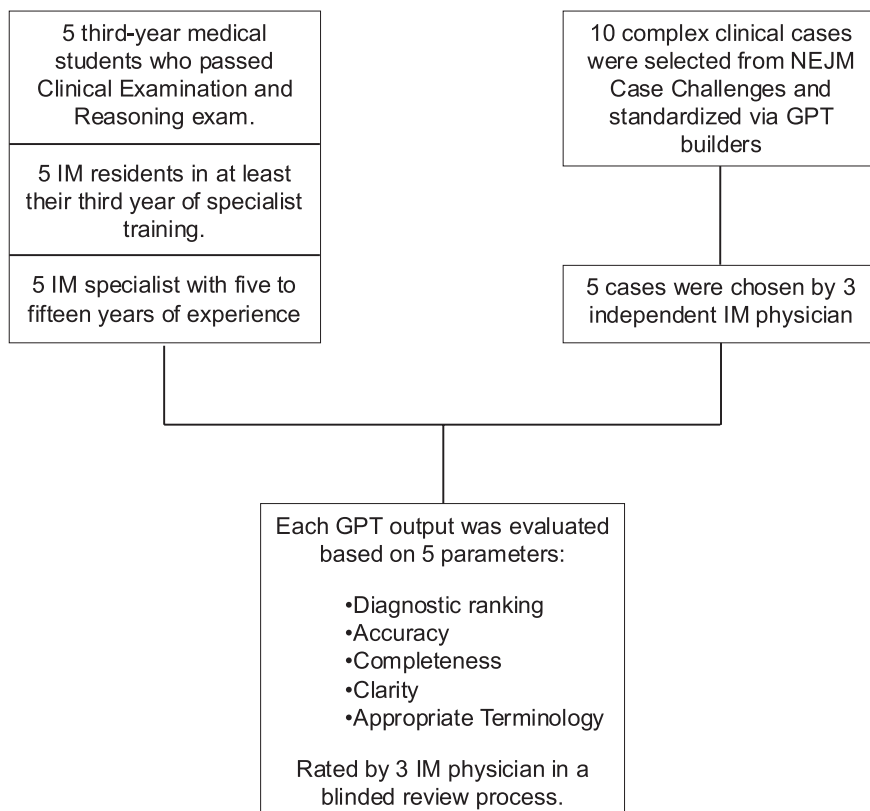 5 third-year medical
students who passed
Clinical Examination and
Reasoning exam.
5 IM residents in at least
their third year of specialist
training.
5 IM specialist with five to
fifteen years of experience
10 complex clinical cases
were selected from NEJM
Case Challenges and
standardized via GPT
builders
5 cases were chosen by 3
independent IM physician
Each GPT output was evaluated
based on 5 parameters:
•Diagnostic ranking
•Accuracy
•Completeness
•Clarity
•Appropriate Terminology
Rated by 3 IM physician in a
blinded review process.